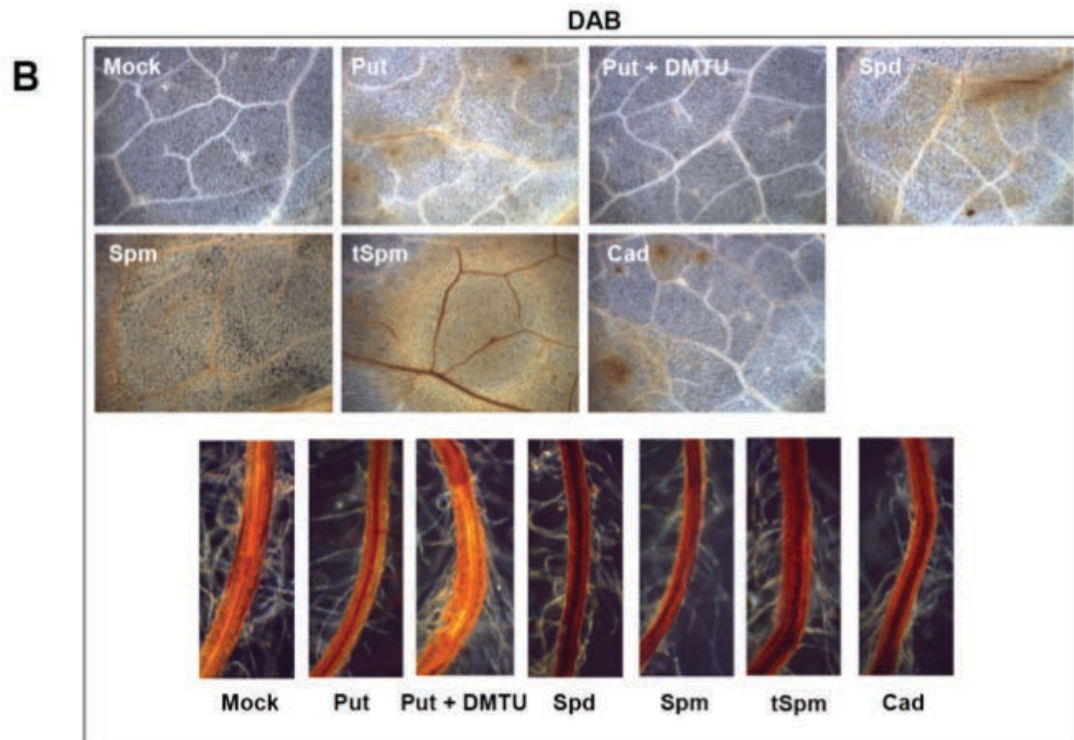 DAB
B
Mock Put Put + DMTU Spd
Spm tSpm Cad
Mock Put Put + DMTU Spd Spm tSpm Cad